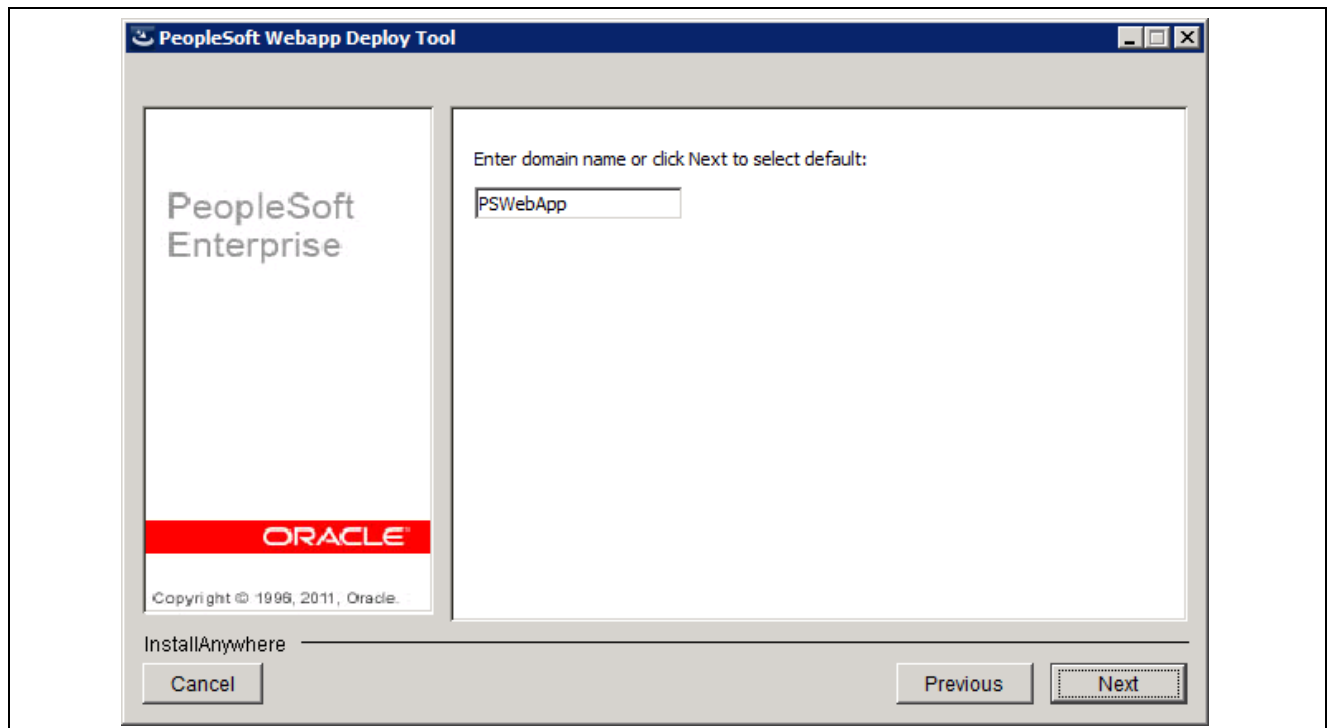 PeopleSoft Webapp Deploy Tool
Enter domain name or click Next to select default:
PSWebApp
PeopleSoft
Enterprise
ORACLE
Copyright © 1996, 2011, Oracle.
InstallAnywhere
Cancel
Previous
Next